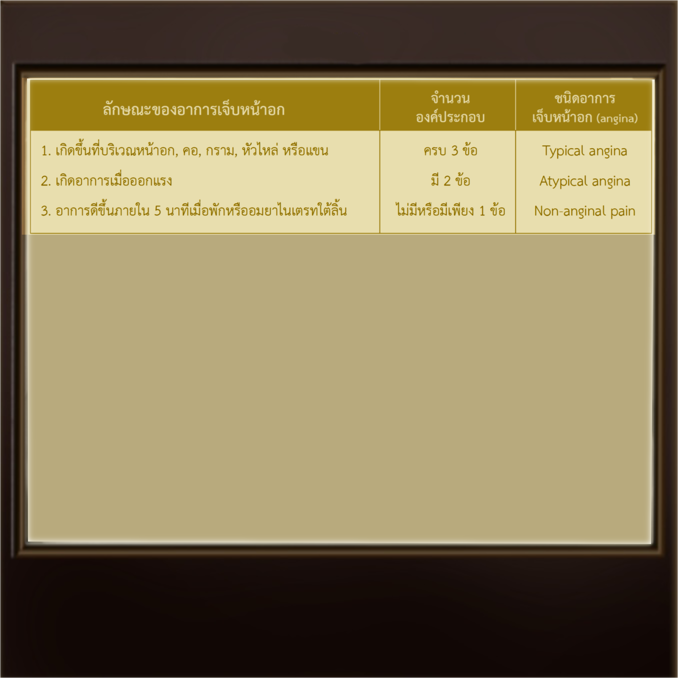 ลักษณะของอาการเจ็บหน้าอก
จำนวน
องค์ประกอบ
ชนิดอาการ
เจ็บหน้าอก (angina)
1. เกิดขึ้นที่บริเวณหน้าอก, คอ, กราม, หัวไหล่ หรือแขน
ครบ 3 ข้อ
Typical angina
2. เกิดอาการเมื่อออกแรง
มี 2 ข้อ
Atypical angina
3. อาการดีขึ้นภายใน 5 นาทีเมื่อพักหรืออมยาไนเตรทใต้ลิ้น
ไม่มีหรือมีเพียง 1 ข้อ
Non-anginal pain